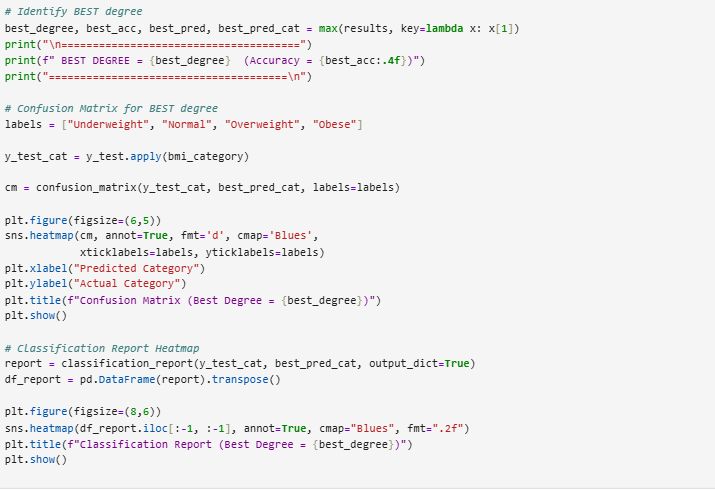 # Identify BEST degree
best_degree, best_acc, best_pred, best_pred_cat = max(results, key=lambda x: x[1])
print("\n======================================")
print(f" BEST DEGREE = {best_degree}  (Accuracy = {best_acc:.4f})")
print("======================================\n")

# Confusion Matrix for BEST degree
labels = ["Underweight", "Normal", "Overweight", "Obese"]

y_test_cat = y_test.apply(bmi_category)

cm = confusion_matrix(y_test_cat, best_pred_cat, labels=labels)

plt.figure(figsize=(6,5))
sns.heatmap(cm, annot=True, fmt='d', cmap='Blues',
            xticklabels=labels, yticklabels=labels)
plt.xlabel("Predicted Category")
plt.ylabel("Actual Category")
plt.title(f"Confusion Matrix (Best Degree = {best_degree})")
plt.show()

# Classification Report Heatmap
report = classification_report(y_test_cat, best_pred_cat, output_dict=True)
df_report = pd.DataFrame(report).transpose()

plt.figure(figsize=(8,6))
sns.heatmap(df_report.iloc[:-1, :-1], annot=True, cmap="Blues", fmt=".2f")
plt.title(f"Classification Report (Best Degree = {best_degree})")
plt.show()